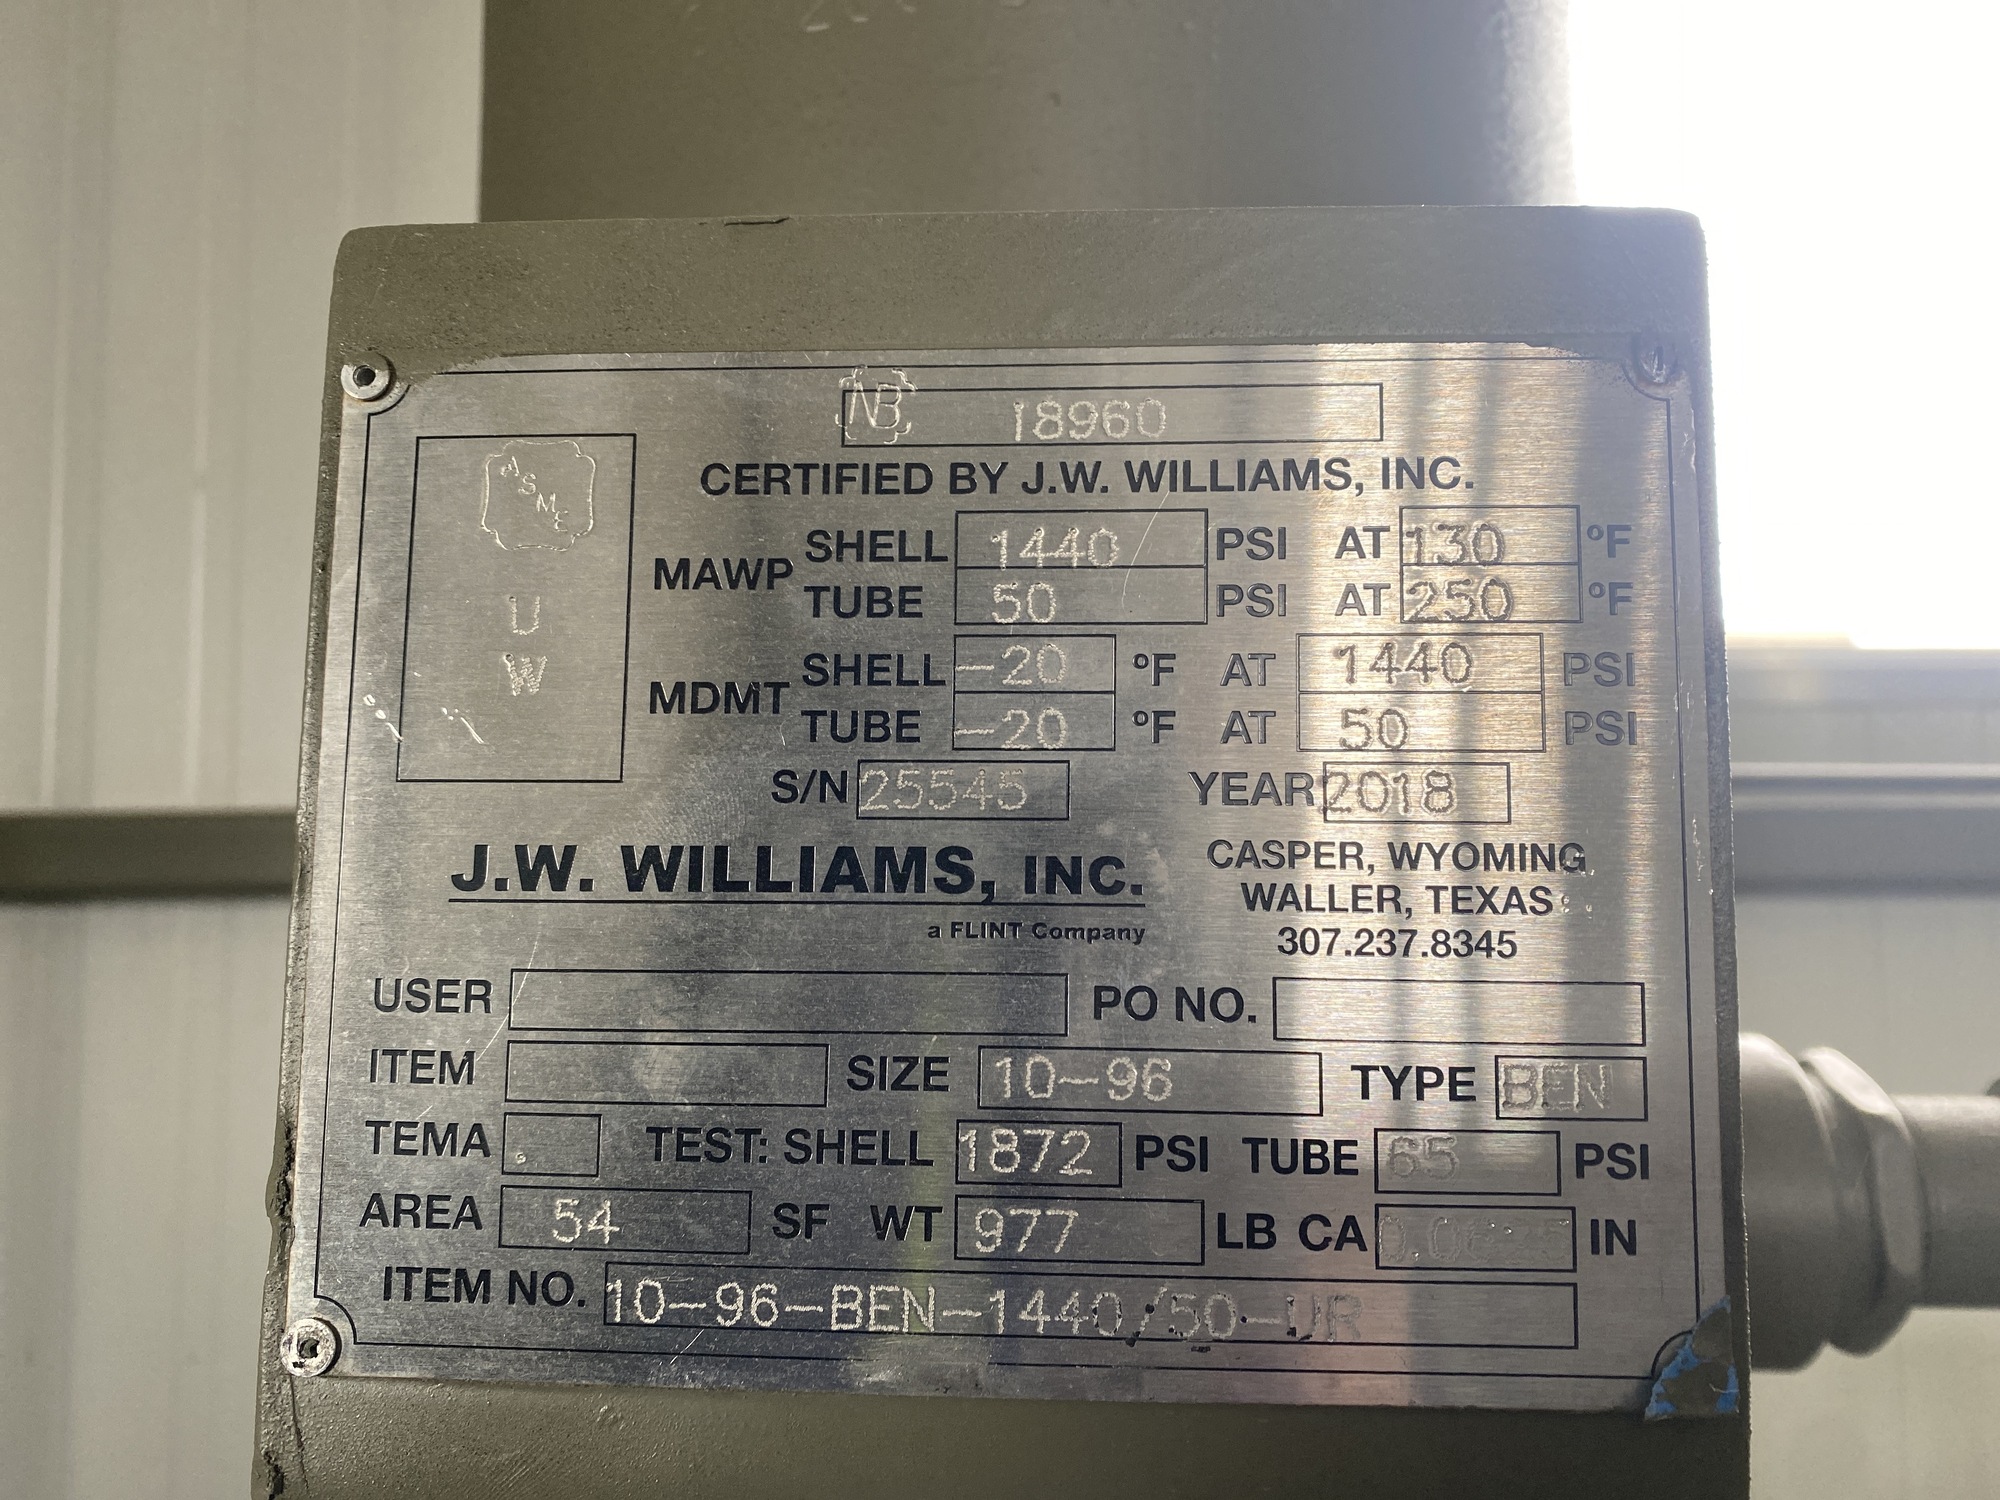 NB 18960
CERTIFIED BY J.W. WILLIAMS, INC.
ASME
U
W
MAWP SHELL 1440 PSI AT 130 °F
TUBE 50 PSI AT 250 °F
MDMT SHELL -20 °F AT 1440 PSI
TUBE -20 °F AT 50 PSI
S/N 25545 YEAR 2018
J.W. WILLIAMS, INC.
a FLINT Company
CASPER, WYOMING
WALLER, TEXAS
307.237.8345
USER PO NO.
ITEM SIZE 10-96 TYPE BEN
TEMA TEST: SHELL 1872 PSI TUBE 65 PSI
AREA 54 SF WT 977 LB CA IN
ITEM NO. 10-96-BEN-1440/50-UR